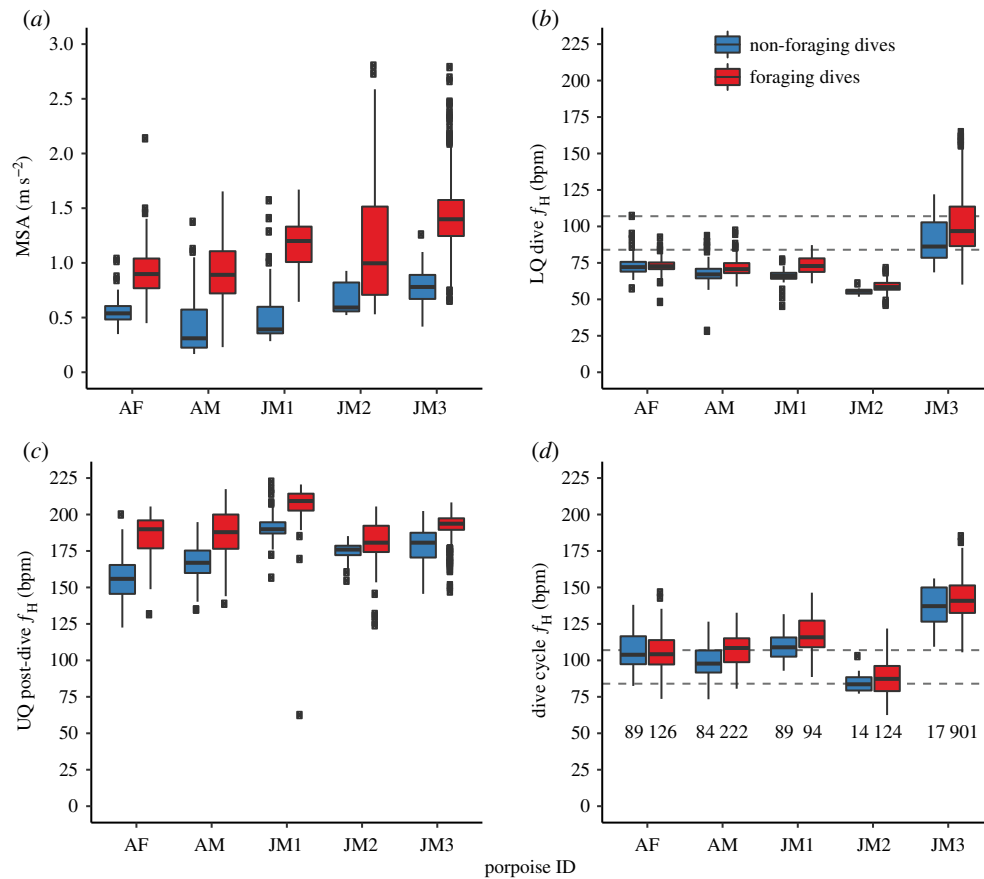 (a)
3.0
2.5
2.0
1.5
1.0
0.5
0
MSA (m s−2)
AF AM JM1 JM2 JM3
(b)
non-foraging dives
foraging dives
225
200
175
150
125
100
75
50
25
0
LQ dive fH (bpm)
AF AM JM1 JM2 JM3
(c)
225
200
175
150
125
100
75
50
25
0
UQ post-dive fH (bpm)
AF AM JM1 JM2 JM3
(d)
225
200
175
150
125
100
75
50
25
0
dive cycle fH (bpm)
89 126 84 222 89 94 14 124 17 901
AF AM JM1 JM2 JM3
porpoise ID